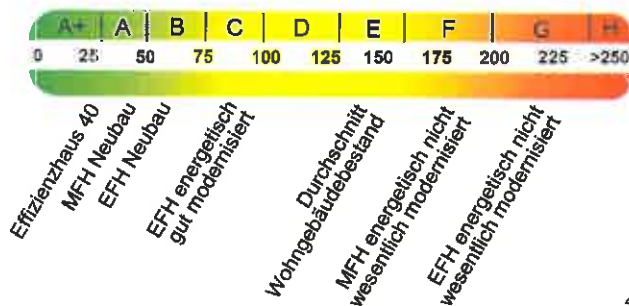 A+ A B C D E F G H
0 25 50 75 100 125 150 175 200 225 >250
Effizienzhaus 40
MFH Neubau
EFH Neubau
EFH energetisch
gut modernisiert
Durchschnitt
Wohngebäudebestand
MFH energetisch nicht
wesentlich modernisiert
EFH energetisch nicht
wesentlich modernisiert